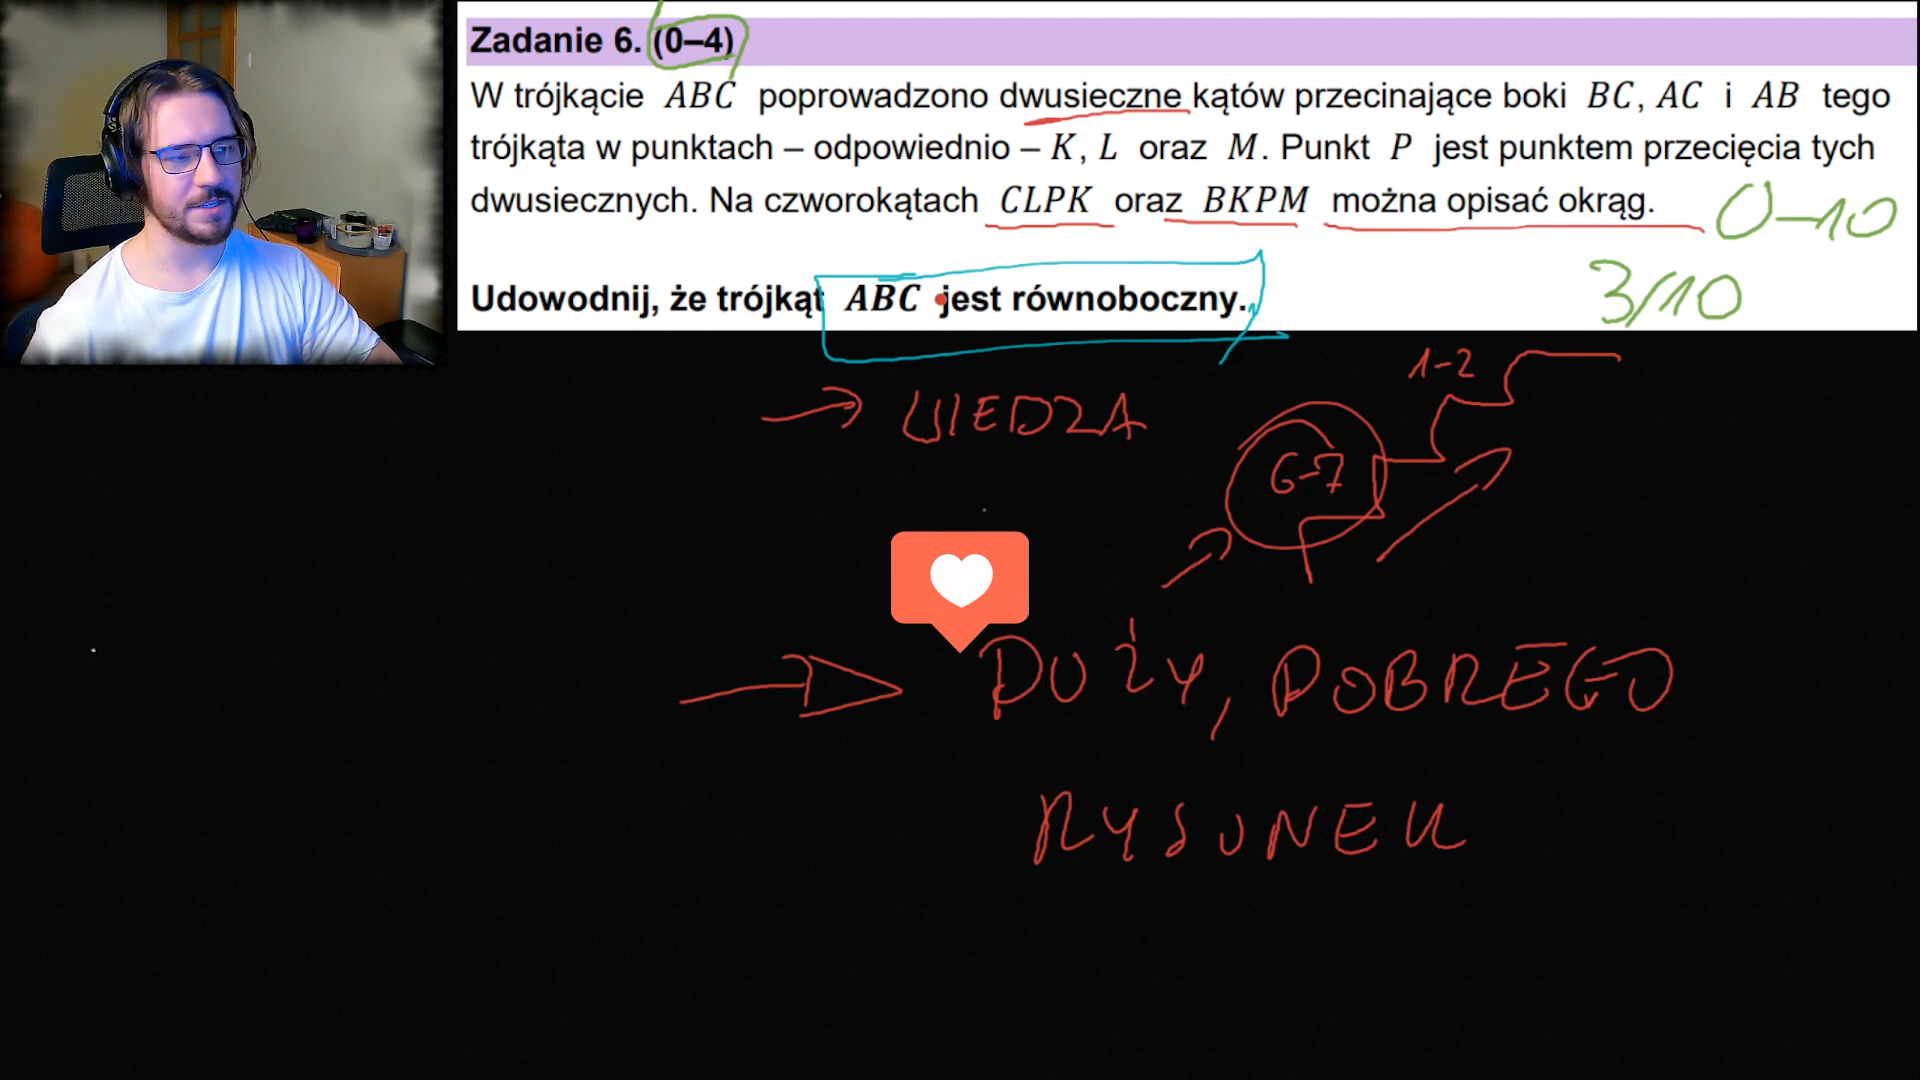 Zadanie 6. (0–4)
W trójkącie ABC poprowadzono dwusieczne kątów przecinające boki BC, AC i AB tego
trójkąta w punktach – odpowiednio – K, L oraz M. Punkt P jest punktem przecięcia tych
dwusiecznych. Na czworokątach CLPK oraz BKPM można opisać okrąg.
0–10
Udowodnij, że trójkąt ABC jest równoboczny.
3/10
1-2
WIEDZA
6-7
DUŻY, DOBREGO
RYSUNEK